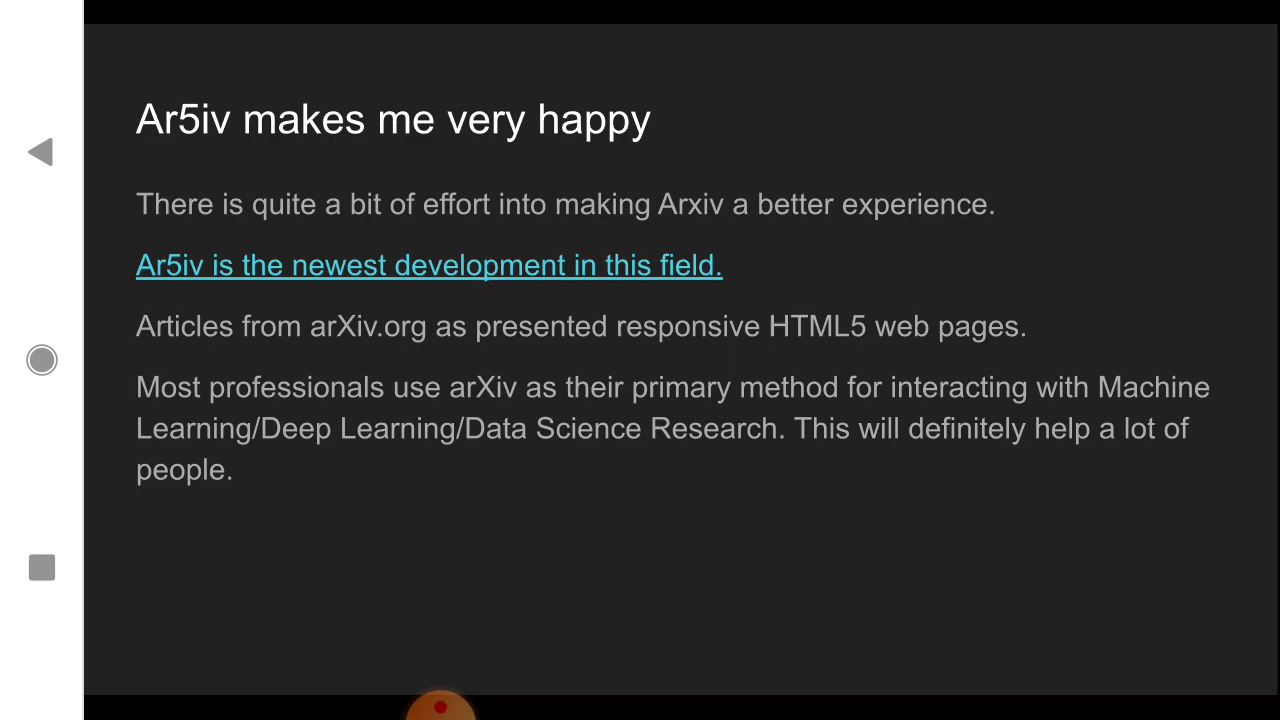 Ar5iv makes me very happy
There is quite a bit of effort into making Arxiv a better experience.
Ar5iv is the newest development in this field.
Articles from arXiv.org as presented responsive HTML5 web pages.
Most professionals use arXiv as their primary method for interacting with Machine
Learning/Deep Learning/Data Science Research. This will definitely help a lot of
people.